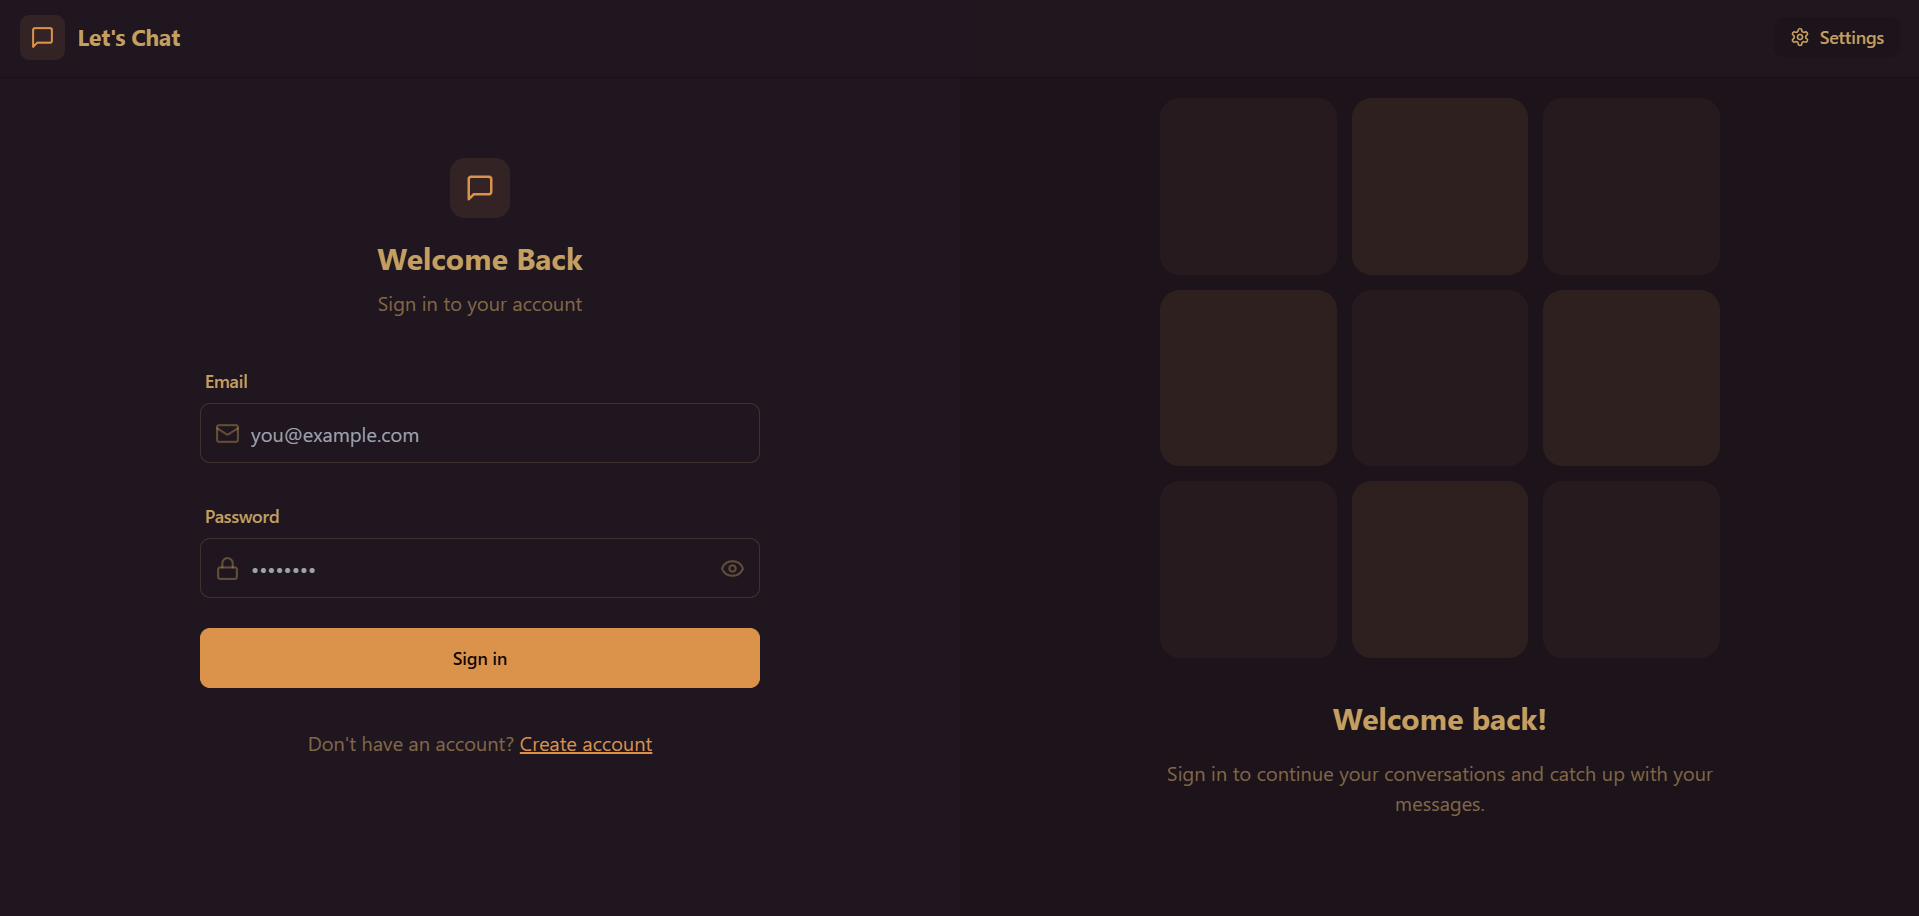 Let's Chat
Settings
Welcome Back
Sign in to your account
Email
you@example.com
Password
••••••••
Sign in
Don't have an account? Create account
Welcome back!
Sign in to continue your conversations and catch up with your
messages.